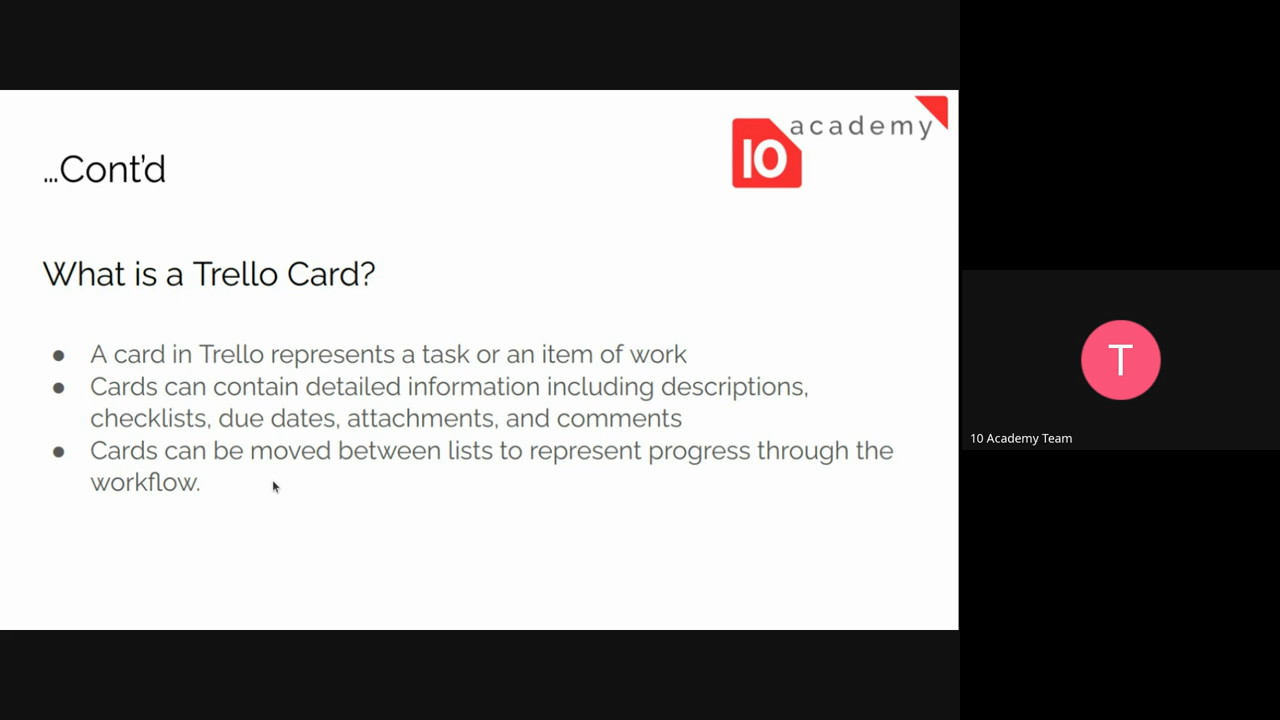 academy
10
...Cont'd
What is a Trello Card?
● A card in Trello represents a task or an item of work
● Cards can contain detailed information including descriptions,
checklists, due dates, attachments, and comments
● Cards can be moved between lists to represent progress through the
workflow.
T
10 Academy Team